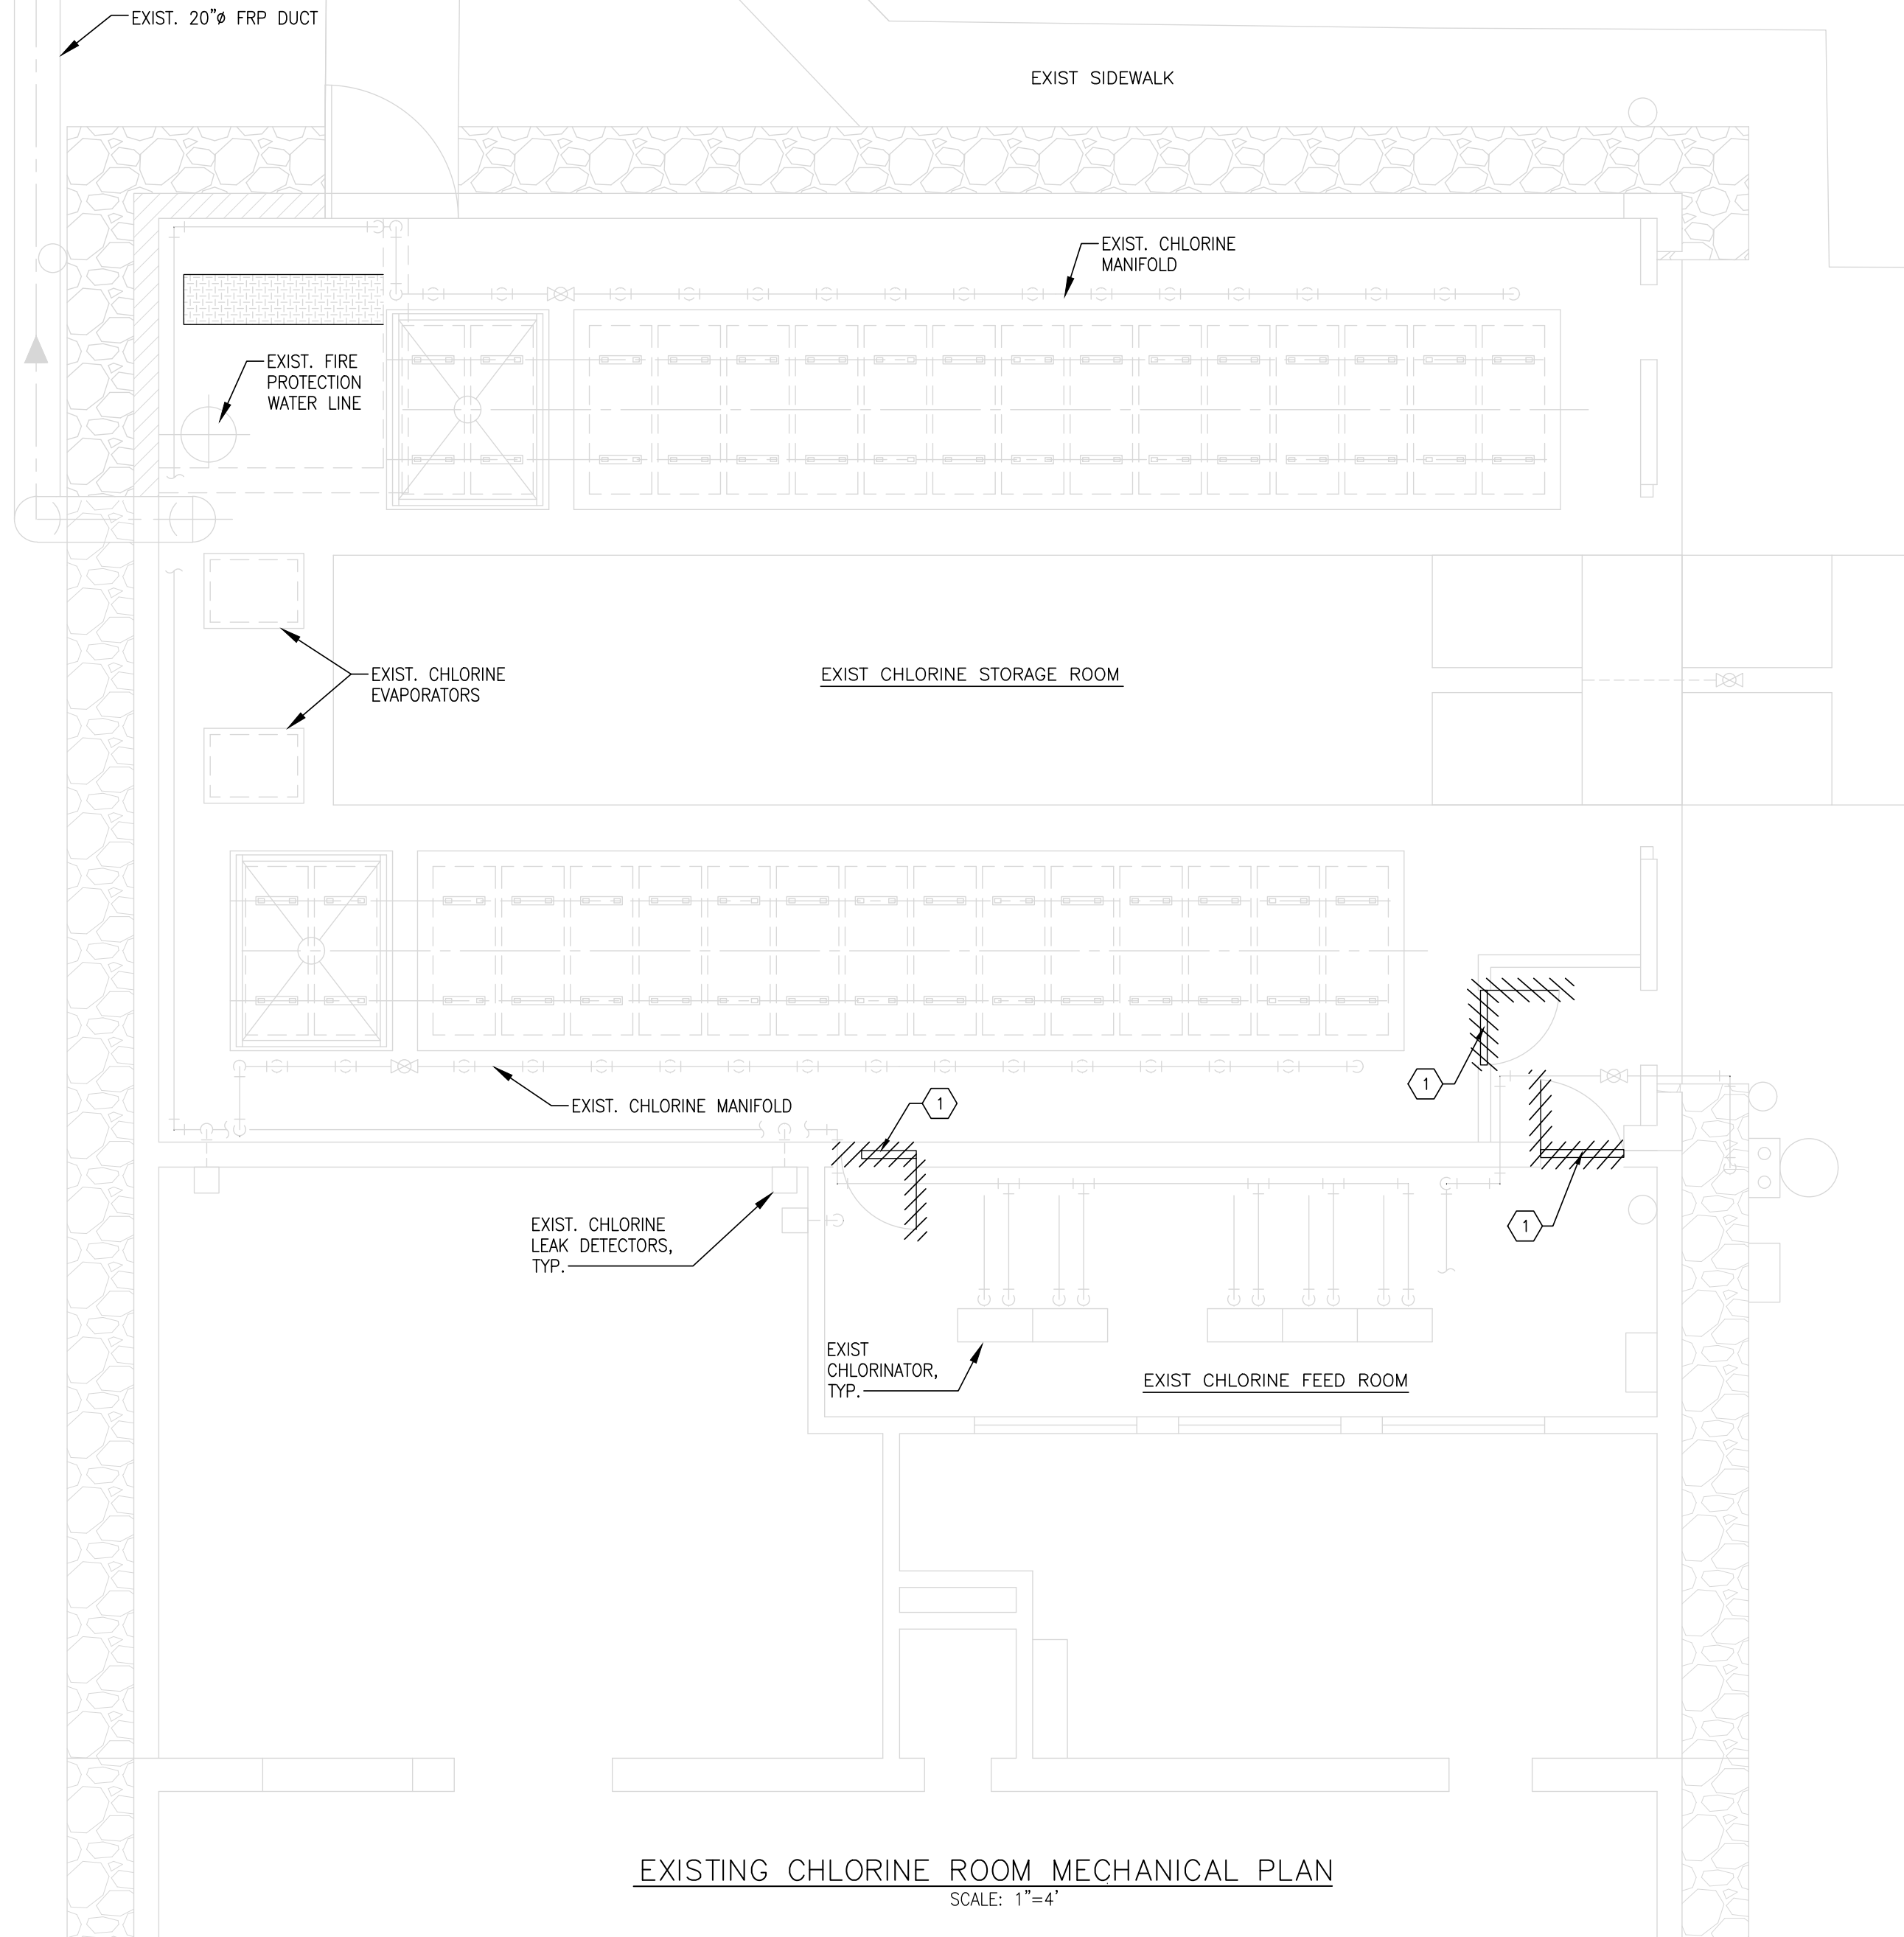 EXIST. 20"ø FRP DUCT
EXIST SIDEWALK
EXIST. CHLORINE
MANIFOLD
EXIST. FIRE
PROTECTION
WATER LINE
EXIST. CHLORINE
EVAPORATORS
EXIST CHLORINE STORAGE ROOM
1
EXIST. CHLORINE MANIFOLD
1
EXIST. CHLORINE
LEAK DETECTORS,
TYP.
1
EXIST
CHLORINATOR,
TYP.
EXIST CHLORINE FEED ROOM
EXISTING CHLORINE ROOM MECHANICAL PLAN
SCALE: 1"=4'